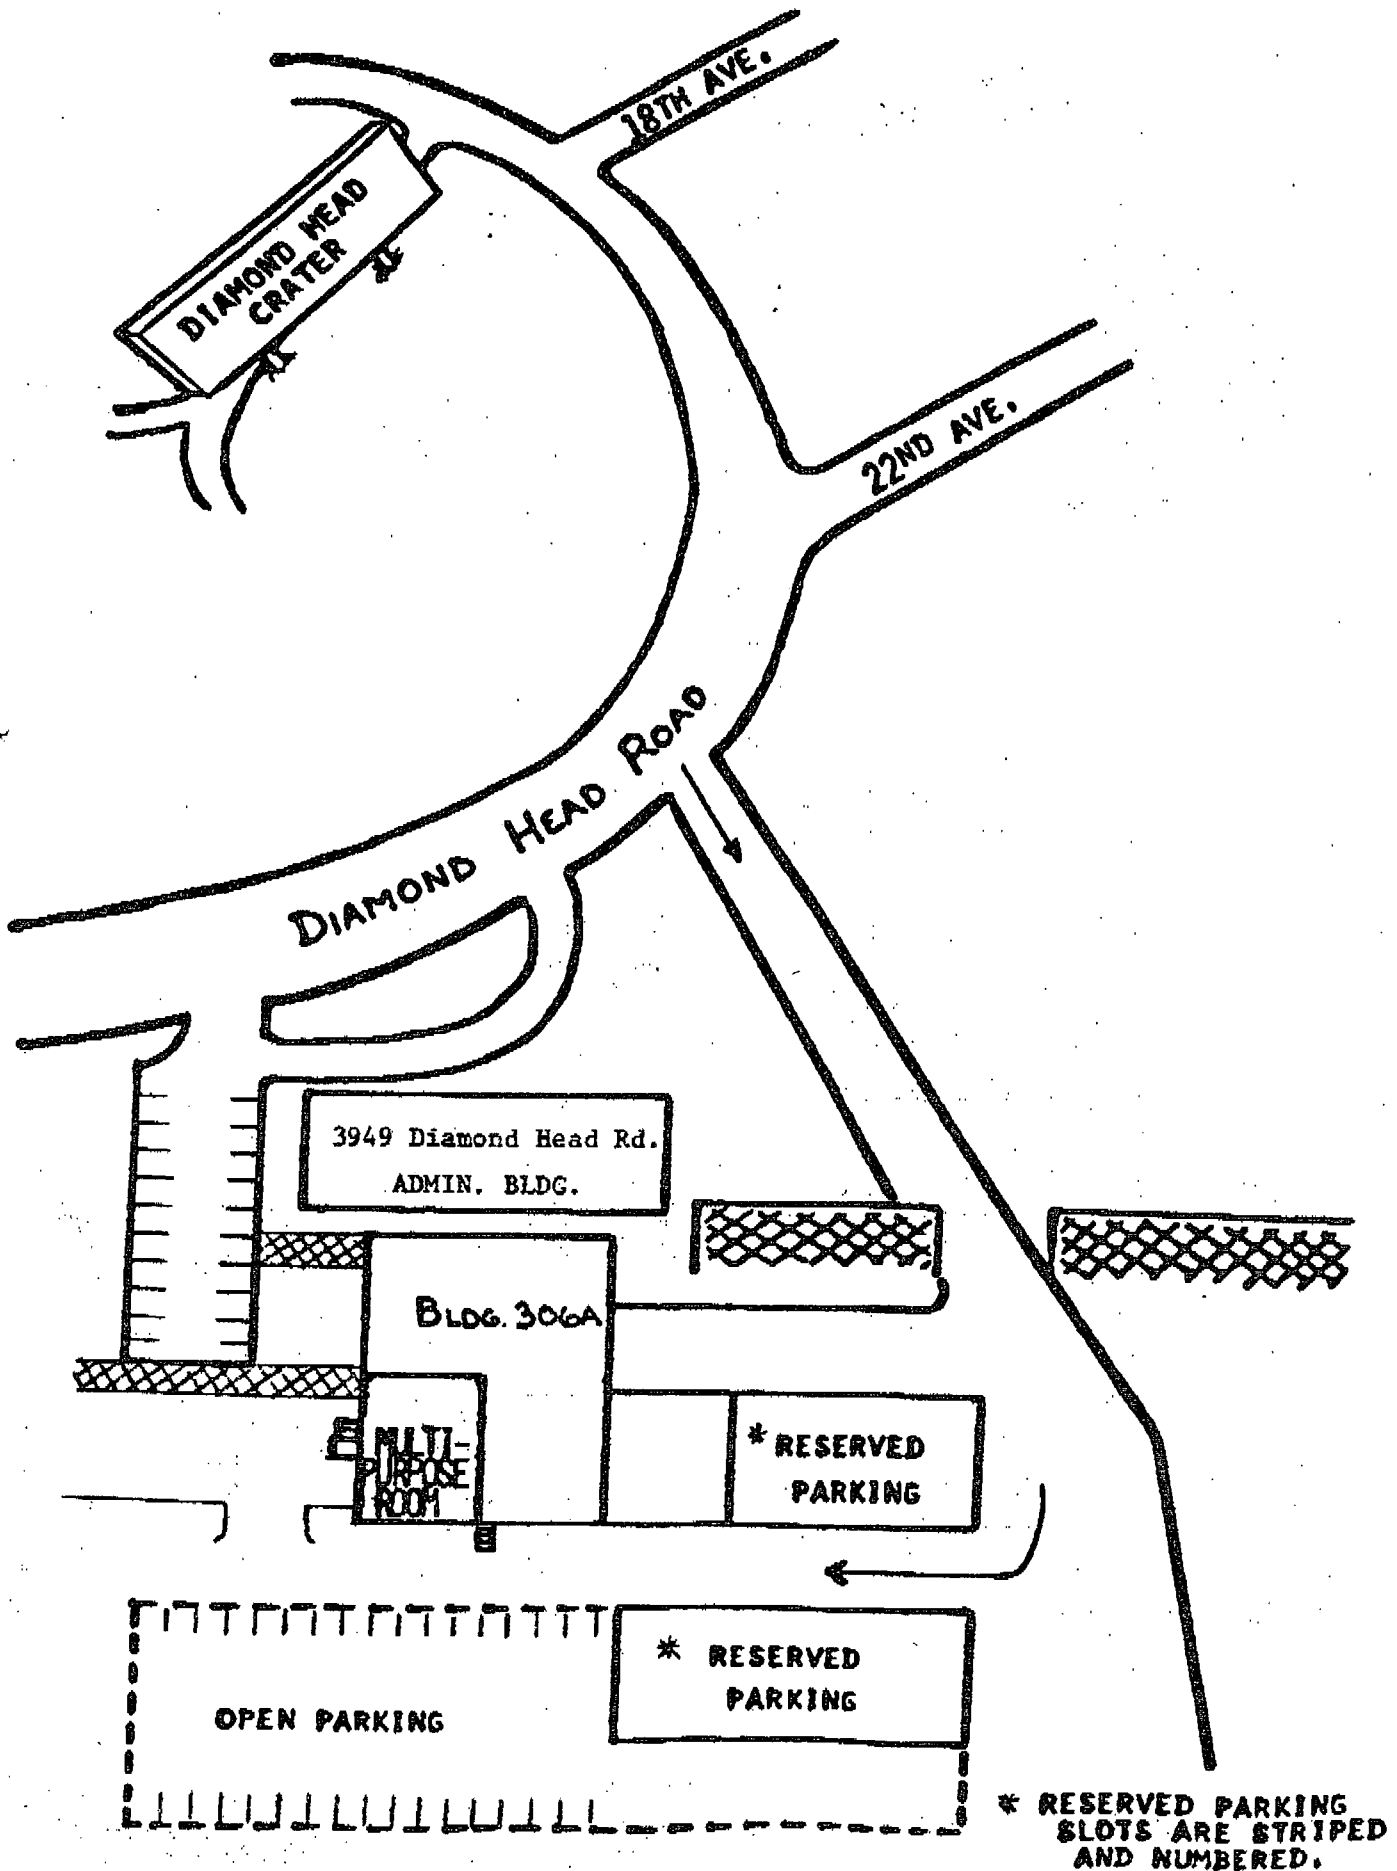 18TH AVE.
DIAMOND HEAD
CRATER
22ND AVE.
DIAMOND HEAD ROAD
3949 Diamond Head Rd.
ADMIN. BLDG.
BLDG. 306A
MULTI-
PURPOSE
ROOM
* RESERVED
PARKING
* RESERVED
PARKING
OPEN PARKING
* RESERVED PARKING
SLOTS ARE STRIPED
AND NUMBERED.